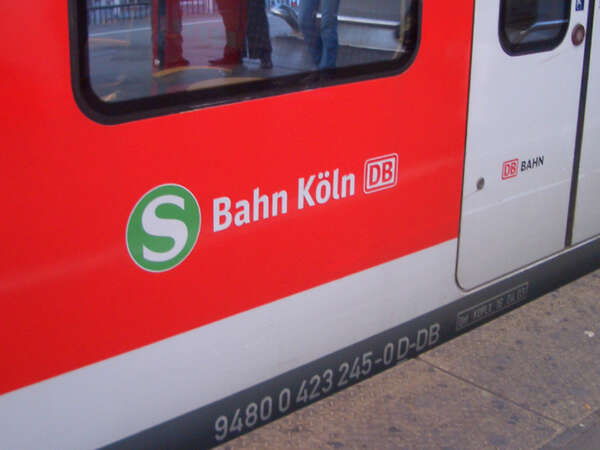 S Bahn Köln DB
DB BAHN
9480 0 423 245-0 D-DB